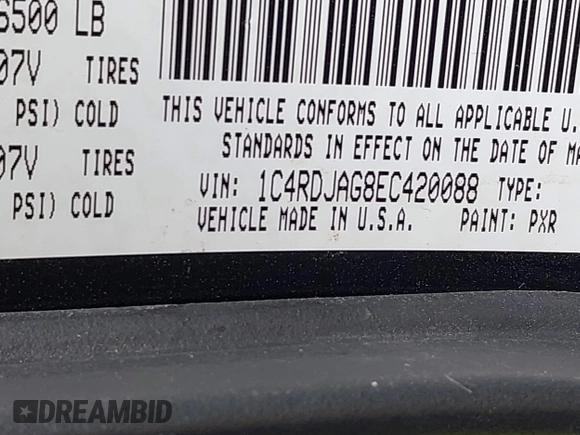 6500 LB
07V TIRES
PSI) COLD
07V TIRES
PSI) COLD
THIS VEHICLE CONFORMS TO ALL APPLICABLE U.
STANDARDS IN EFFECT ON THE DATE OF MA
VIN: 1C4RDJAG8EC420088 TYPE:
VEHICLE MADE IN U.S.A. PAINT: PXR
DREAMBID